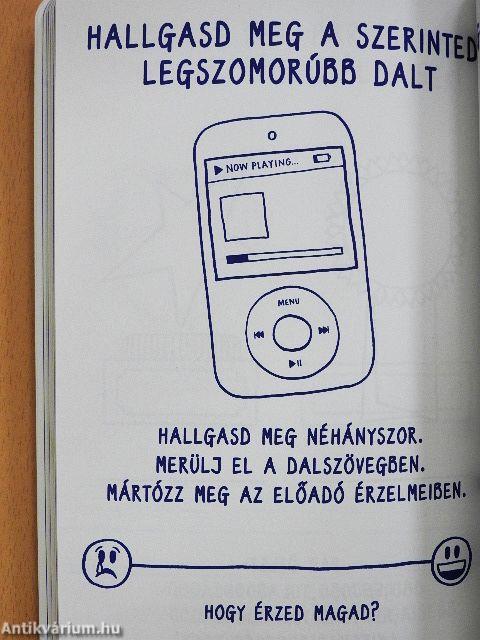 HALLGASD MEG A SZERINTED
LEGSZOMORÚBB DALT
NOW PLAYING...
MENU
HALLGASD MEG NÉHÁNYSZOR.
MERÜLJ EL A DALSZÖVEGBEN.
MÁRTÓZZ MEG AZ ELŐADÓ ÉRZELMEIBEN.
HOGY ÉRZED MAGAD?
Antikvárium.hu